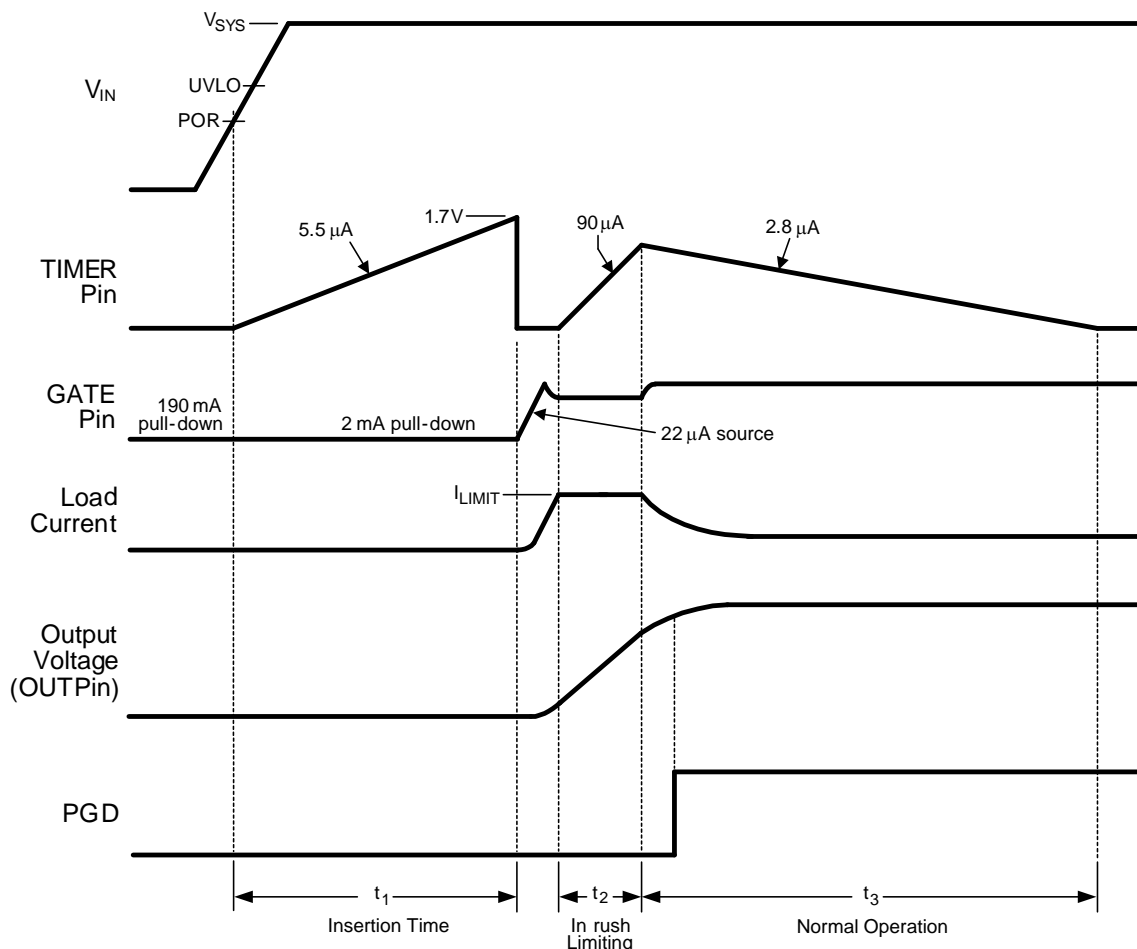 VSYS
UVLO
VIN
POR
1.7V
90 μA
2.8 μA
5.5 μA
TIMER
Pin
GATE
Pin
190 mA
pull-down
2 mA pull-down
22 μA source
ILIMIT
Load
Current
Output
Voltage
(OUTPin)
PGD
t1
t2
t3
Insertion Time
In rush
Limiting
Normal Operation